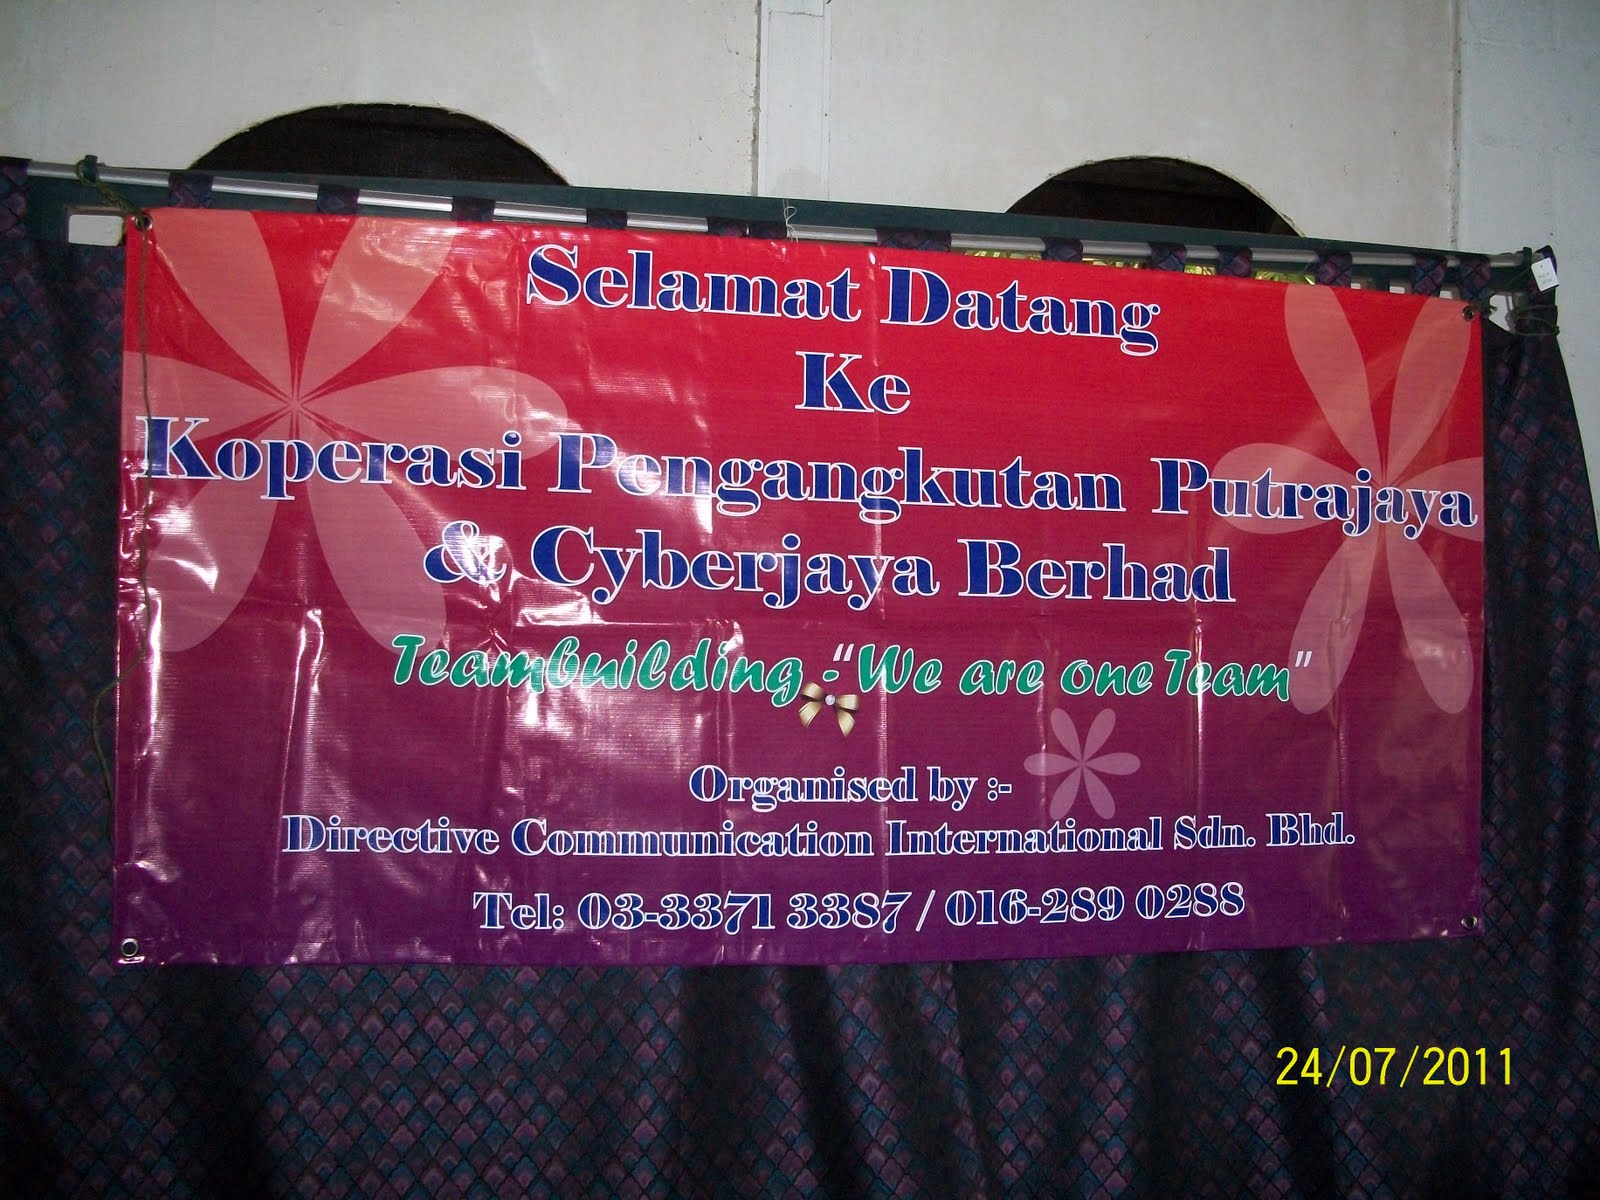 Selamat Datang
Ke
Koperasi Pengangkutan Putrajaya
& Cyberjaya Berhad
Teambuilding -"We are one Team"
Organised by :-
Directive Communication International Sdn. Bhd.
Tel: 03-3371 3387 / 016-289 0288
24/07/2011